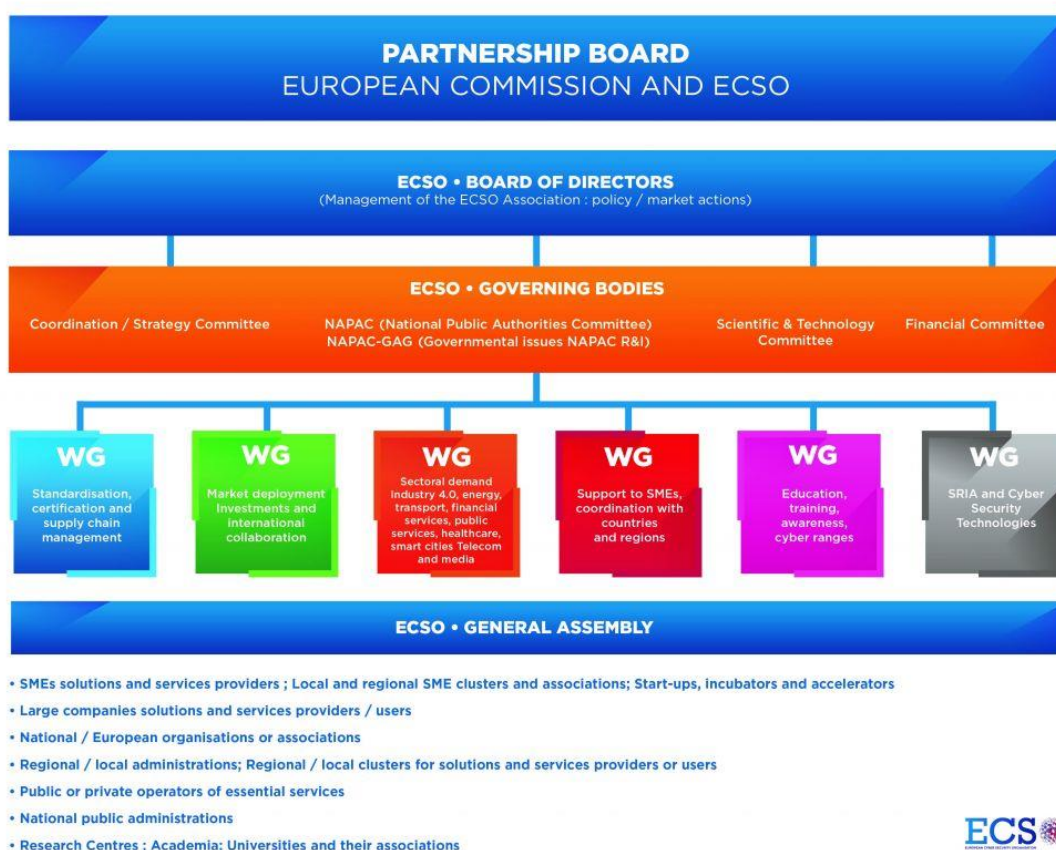 PARTNERSHIP BOARD
EUROPEAN COMMISSION AND ECSO
ECSO • BOARD OF DIRECTORS
(Management of the ECSO Association : policy / market actions)
ECSO • GOVERNING BODIES
Coordination / Strategy Committee
NAPAC (National Public Authorities Committee)
NAPAC-GAG (Governmental issues NAPAC R&I)
Scientific & Technology
Committee
Financial Committee
WG
Standardisation,
certification and
supply chain
management
WG
Market deployment
Investments and
international
collaboration
WG
Sectoral demand
Industry 4.0, energy,
transport, financial
services, public
services, healthcare,
smart cities Telecom
and media
WG
Support to SMEs,
coordination with
countries
and regions
WG
Education,
training,
awareness,
cyber ranges
WG
SRIA and Cyber
Security
Technologies
ECSO • GENERAL ASSEMBLY
• SMEs solutions and services providers ; Local and regional SME clusters and associations; Start-ups, incubators and accelerators
• Large companies solutions and services providers / users
• National / European organisations or associations
• Regional / local administrations; Regional / local clusters for solutions and services providers or users
• Public or private operators of essential services
• National public administrations
• Research Centres ; Academia; Universities and their associations
ECS
EUROPEAN CYBER SECURITY ORGANISATION